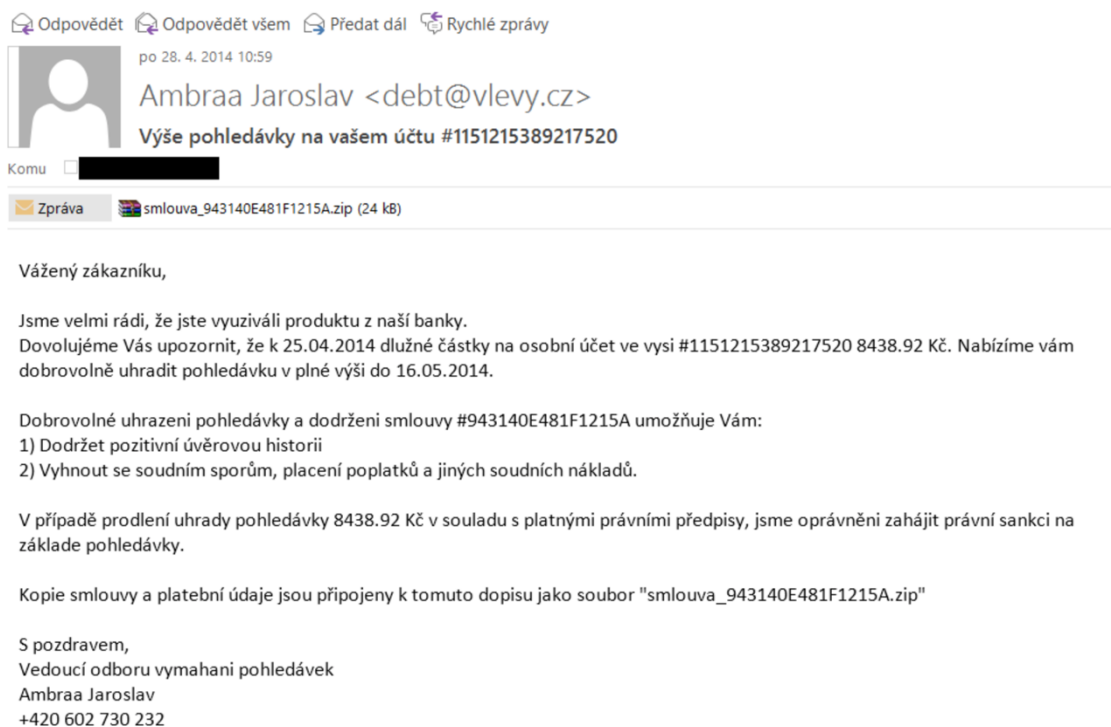 Odpovědět Odpovědět všem Předat dál Rychlé zprávy
po 28. 4. 2014 10:59
Ambraa Jaroslav <debt@vlevy.cz>
Výše pohledávky na vašem účtu #1151215389217520
Komu
Zpráva smlouva_943140E481F1215A.zip (24 kB)
Vážený zákazníku,
Jsme velmi rádi, že jste vyuziváli produktu z naší banky.
Dovolujéme Vás upozornit, že k 25.04.2014 dlužné částky na osobní účet ve vysi #1151215389217520 8438.92 Kč. Nabízíme vám
dobrovolně uhradit pohledávku v plné výši do 16.05.2014.
Dobrovolné uhrazeni pohledávky a dodrženi smlouvy #943140E481F1215A umožňuje Vám:
1) Dodržet pozitivní úvěrovou historii
2) Vyhnout se soudním sporům, placení poplatků a jiných soudních nákladů.
V případě prodlení uhrady pohledávky 8438.92 Kč v souladu s platnými právními předpisy, jsme oprávněni zahájit právní sankci na
základe pohledávky.
Kopie smlouvy a platební údaje jsou připojeny k tomuto dopisu jako soubor "smlouva_943140E481F1215A.zip"
S pozdravem,
Vedoucí odboru vymahani pohledávek
Ambraa Jaroslav
+420 602 730 232